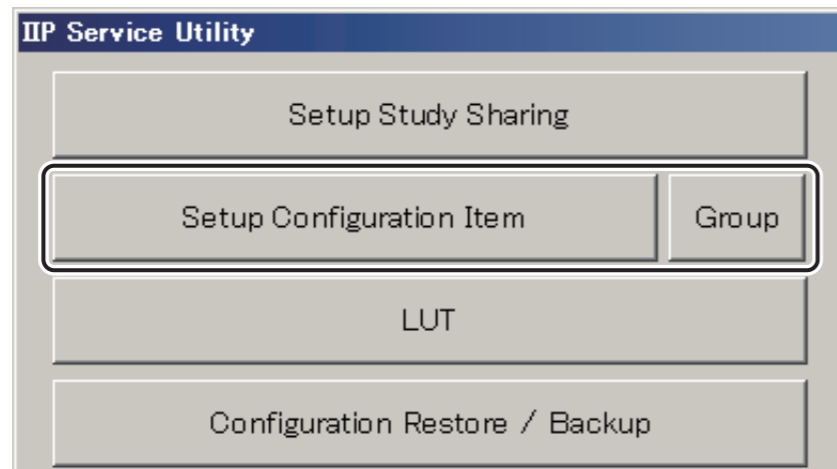 IIP Service Utility
Setup Study Sharing
Setup Configuration Item Group
LUT
Configuration Restore / Backup